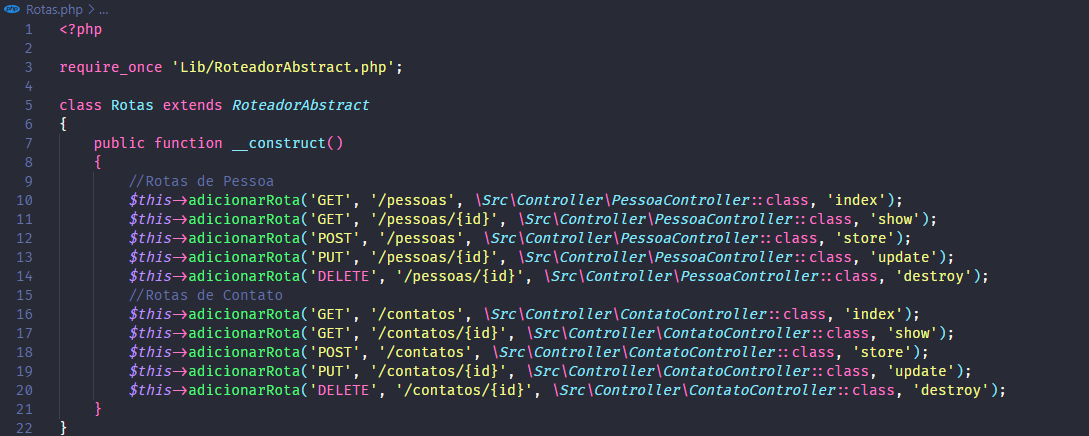 php Rotas.php > ...
1 <?php
2
3 require_once 'Lib/RoteadorAbstract.php';
4
5 class Rotas extends RoteadorAbstract
6 {
7 public function __construct()
8 {
9 //Rotas de Pessoa
10 $this->adicionarRota('GET', '/pessoas', \Src\Controller\PessoaController::class, 'index');
11 $this->adicionarRota('GET', '/pessoas/{id}', \Src\Controller\PessoaController::class, 'show');
12 $this->adicionarRota('POST', '/pessoas', \Src\Controller\PessoaController::class, 'store');
13 $this->adicionarRota('PUT', '/pessoas/{id}', \Src\Controller\PessoaController::class, 'update');
14 $this->adicionarRota('DELETE', '/pessoas/{id}', \Src\Controller\PessoaController::class, 'destroy');
15 //Rotas de Contato
16 $this->adicionarRota('GET', '/contatos', \Src\Controller\ContatoController::class, 'index');
17 $this->adicionarRota('GET', '/contatos/{id}', \Src\Controller\ContatoController::class, 'show');
18 $this->adicionarRota('POST', '/contatos', \Src\Controller\ContatoController::class, 'store');
19 $this->adicionarRota('PUT', '/contatos/{id}', \Src\Controller\ContatoController::class, 'update');
20 $this->adicionarRota('DELETE', '/contatos/{id}', \Src\Controller\ContatoController::class, 'destroy');
21 }
22 }